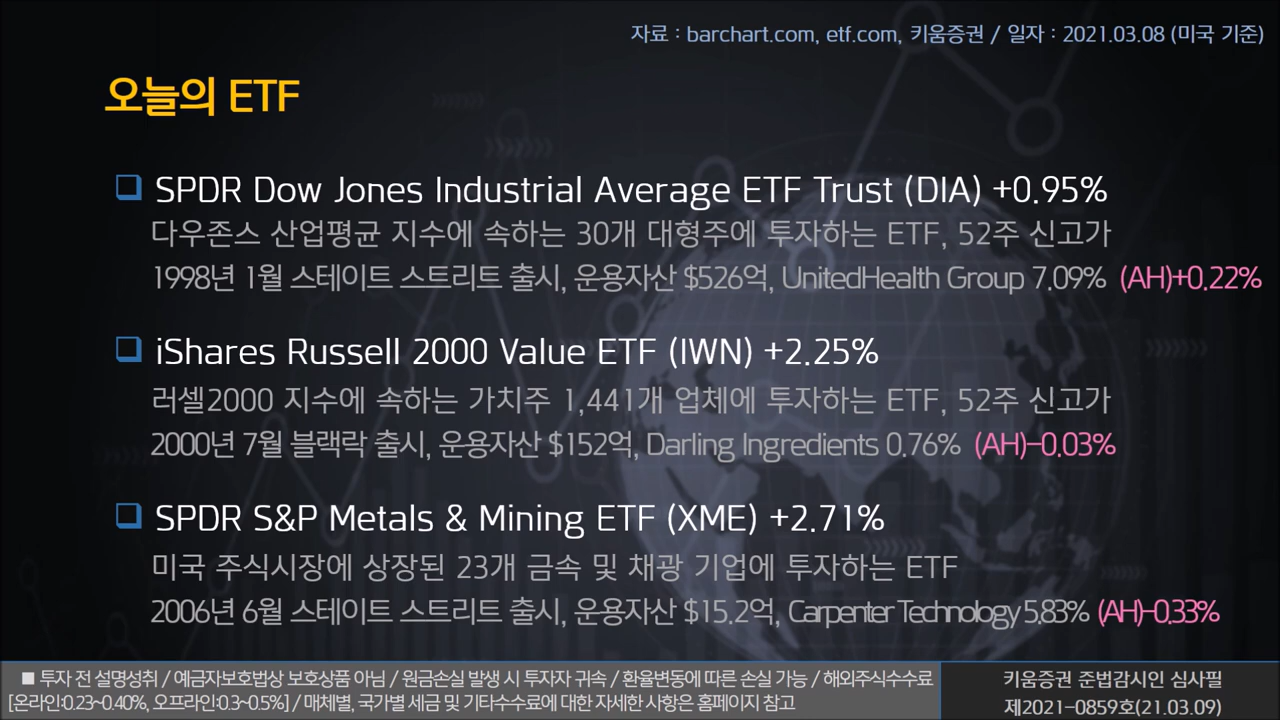 자료 : barchart.com, etf.com, 키움증권 / 일자 : 2021.03.08 (미국 기준)
오늘의 ETF
❑ SPDR Dow Jones Industrial Average ETF Trust (DIA) +0.95%
다우존스 산업평균 지수에 속하는 30개 대형주에 투자하는 ETF, 52주 신고가
1998년 1월 스테이트 스트리트 출시, 운용자산 $526억, UnitedHealth Group 7.09% (AH)+0.22%
❑ iShares Russell 2000 Value ETF (IWN) +2.25%
러셀2000 지수에 속하는 가치주 1,441개 업체에 투자하는 ETF, 52주 신고가
2000년 7월 블랙락 출시, 운용자산 $152억, Darling Ingredients 0.76% (AH)-0.03%
❑ SPDR S&P Metals & Mining ETF (XME) +2.71%
미국 주식시장에 상장된 23개 금속 및 채광 기업에 투자하는 ETF
2006년 6월 스테이트 스트리트 출시, 운용자산 $15.2억, Carpenter Technology 5.83% (AH)-0.33%
■ 투자 전 설명청취 / 예금자보호법상 보호상품 아님 / 원금손실 발생 시 투자자 귀속 / 환율변동에 따른 손실 가능 / 해외주식수수료
[온라인:0.23~0.40%, 오프라인:0.3~0.5%] / 매체별, 국가별 세금 및 기타수수료에 대한 자세한 사항은 홈페이지 참고
키움증권 준법감시인 심사필
제2021-0859호(21.03.09)